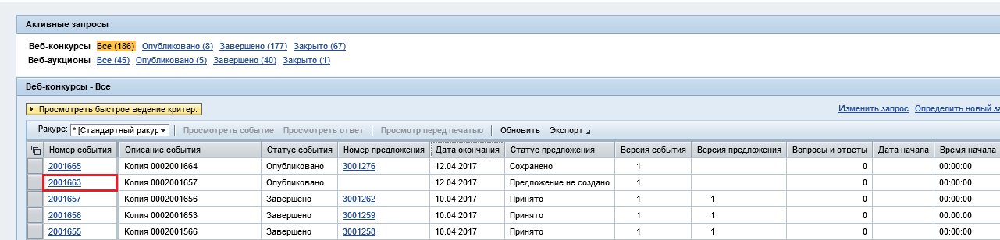 Активные запросы
Веб-конкурсы Все (186) Опубликовано (8) Завершено (177) Закрыто (67)
Веб-аукционы Все (45) Опубликовано (5) Завершено (40) Закрыто (1)
Веб-конкурсы - Все
Просмотреть быстрое ведение критер. Изменить запрос Определить новый за
Ракурс: * [Стандартный ракур Просмотреть событие Просмотреть ответ Просмотр перед печатью Обновить Экспорт
Номер события Описание события Статус события Номер предложения Дата окончания Статус предложения Версия события Версия предложения Вопросы и ответы Дата начала Время начала
2001665 Копия 0002001664 Опубликовано 3001276 12.04.2017 Сохранено 1 0 00:00:00
2001663 Копия 0002001657 Опубликовано 12.04.2017 Предложение не создано 1 0 00:00:00
2001657 Копия 0002001656 Завершено 3001262 10.04.2017 Принято 1 1 0 00:00:00
2001656 Копия 0002001653 Завершено 3001259 10.04.2017 Принято 1 1 0 00:00:00
2001655 Копия 0002001566 Завершено 3001258 10.04.2017 Принято 1 1 0 00:00:00